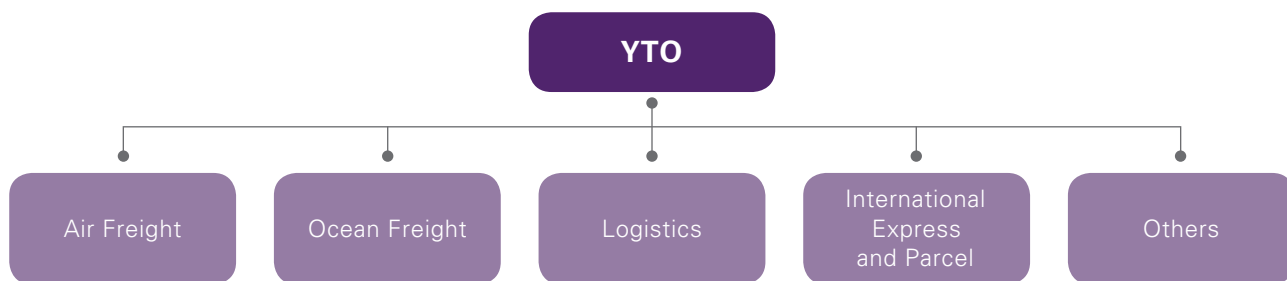 YTO
Air Freight
Ocean Freight
Logistics
International
Express
and Parcel
Others